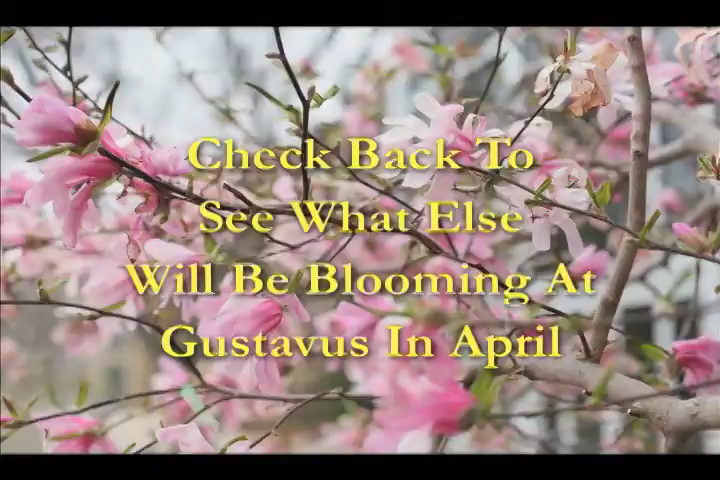 Check Back To
See What Else
Will Be Blooming At
Gustavus In April